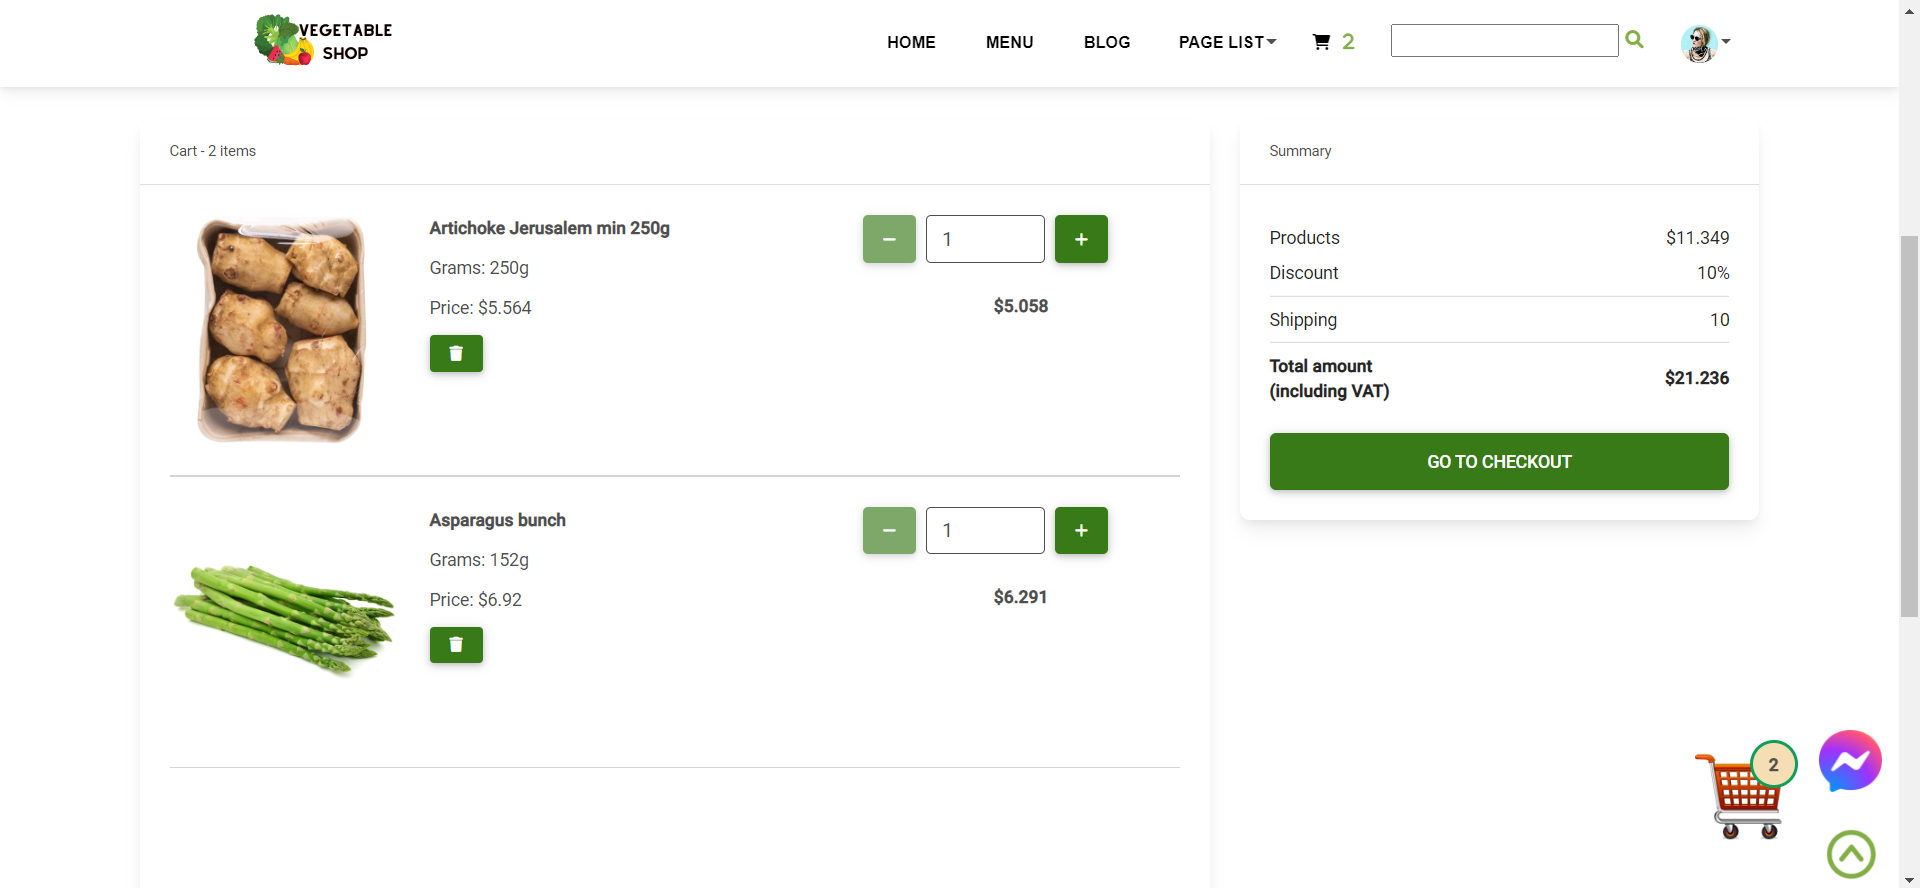 VEGETABLE
SHOP
HOME
MENU
BLOG
PAGE LIST
2
Cart - 2 items
Artichoke Jerusalem min 250g
Grams: 250g
Price: $5.564
1
$5.058
Asparagus bunch
Grams: 152g
Price: $6.92
1
$6.291
Summary
Products $11.349
Discount 10%
Shipping 10
Total amount
(including VAT) $21.236
GO TO CHECKOUT
2